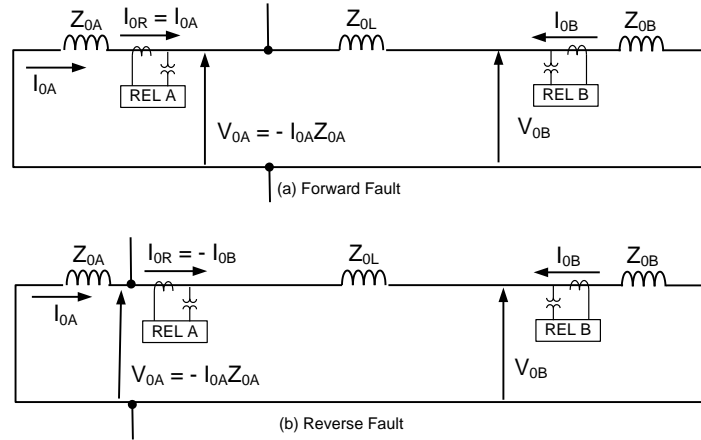 Z0A
I0R = I0A
Z0L
I0B
Z0B
I0A
REL A
REL B
V0A = - I0AZ0A
V0B
(a) Forward Fault
Z0A
I0R = - I0B
Z0L
I0B
Z0B
I0A
REL A
REL B
V0A = - I0AZ0A
V0B
(b) Reverse Fault